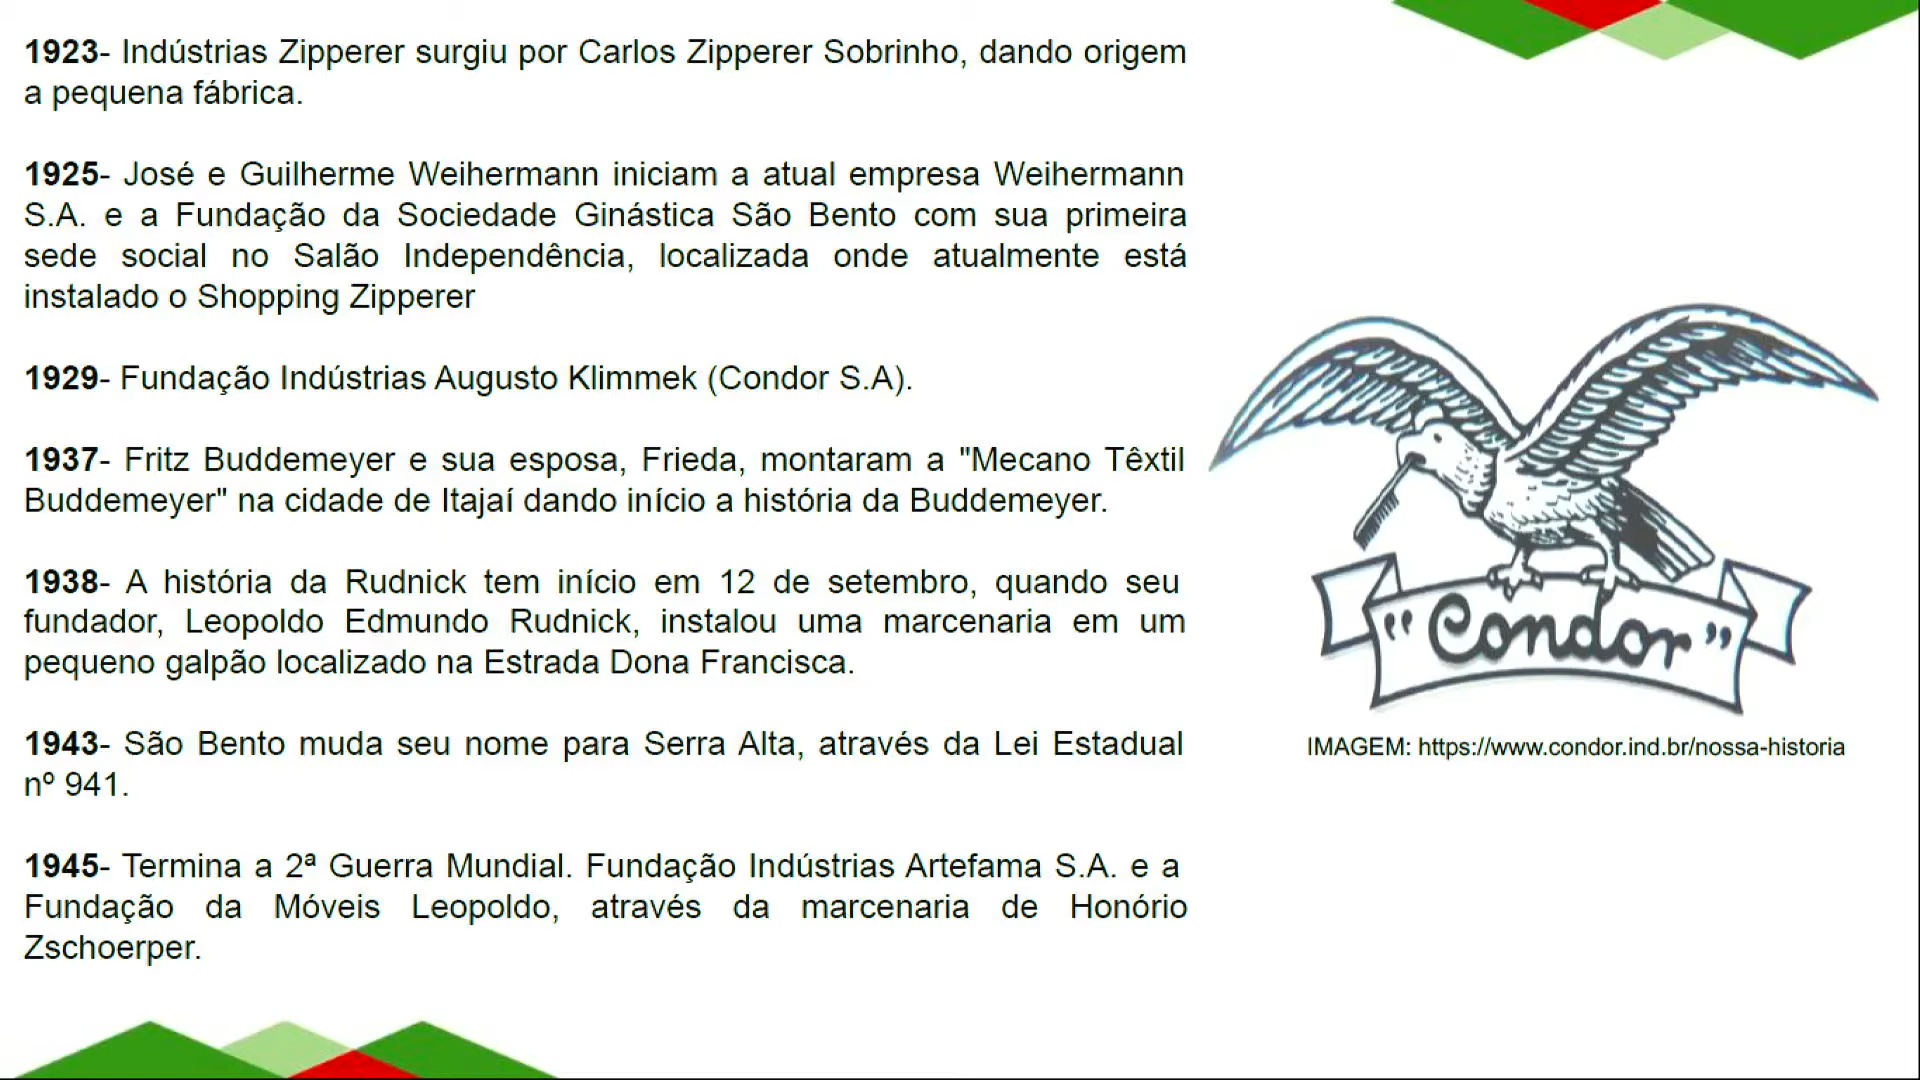 1923- Indústrias Zipperer surgiu por Carlos Zipperer Sobrinho, dando origem
a pequena fábrica.
1925- José e Guilherme Weihermann iniciam a atual empresa Weihermann
S.A. e a Fundação da Sociedade Ginástica São Bento com sua primeira
sede social no Salão Independência, localizada onde atualmente está
instalado o Shopping Zipperer
1929- Fundação Indústrias Augusto Klimmek (Condor S.A).
1937- Fritz Buddemeyer e sua esposa, Frieda, montaram a "Mecano Têxtil
Buddemeyer" na cidade de Itajaí dando início a história da Buddemeyer.
1938- A história da Rudnick tem início em 12 de setembro, quando seu
fundador, Leopoldo Edmundo Rudnick, instalou uma marcenaria em um
pequeno galpão localizado na Estrada Dona Francisca.
1943- São Bento muda seu nome para Serra Alta, através da Lei Estadual
nº 941.
1945- Termina a 2ª Guerra Mundial. Fundação Indústrias Artefama S.A. e a
Fundação da Móveis Leopoldo, através da marcenaria de Honório
Zschoerper.
"Condor"
IMAGEM: https://www.condor.ind.br/nossa-historia